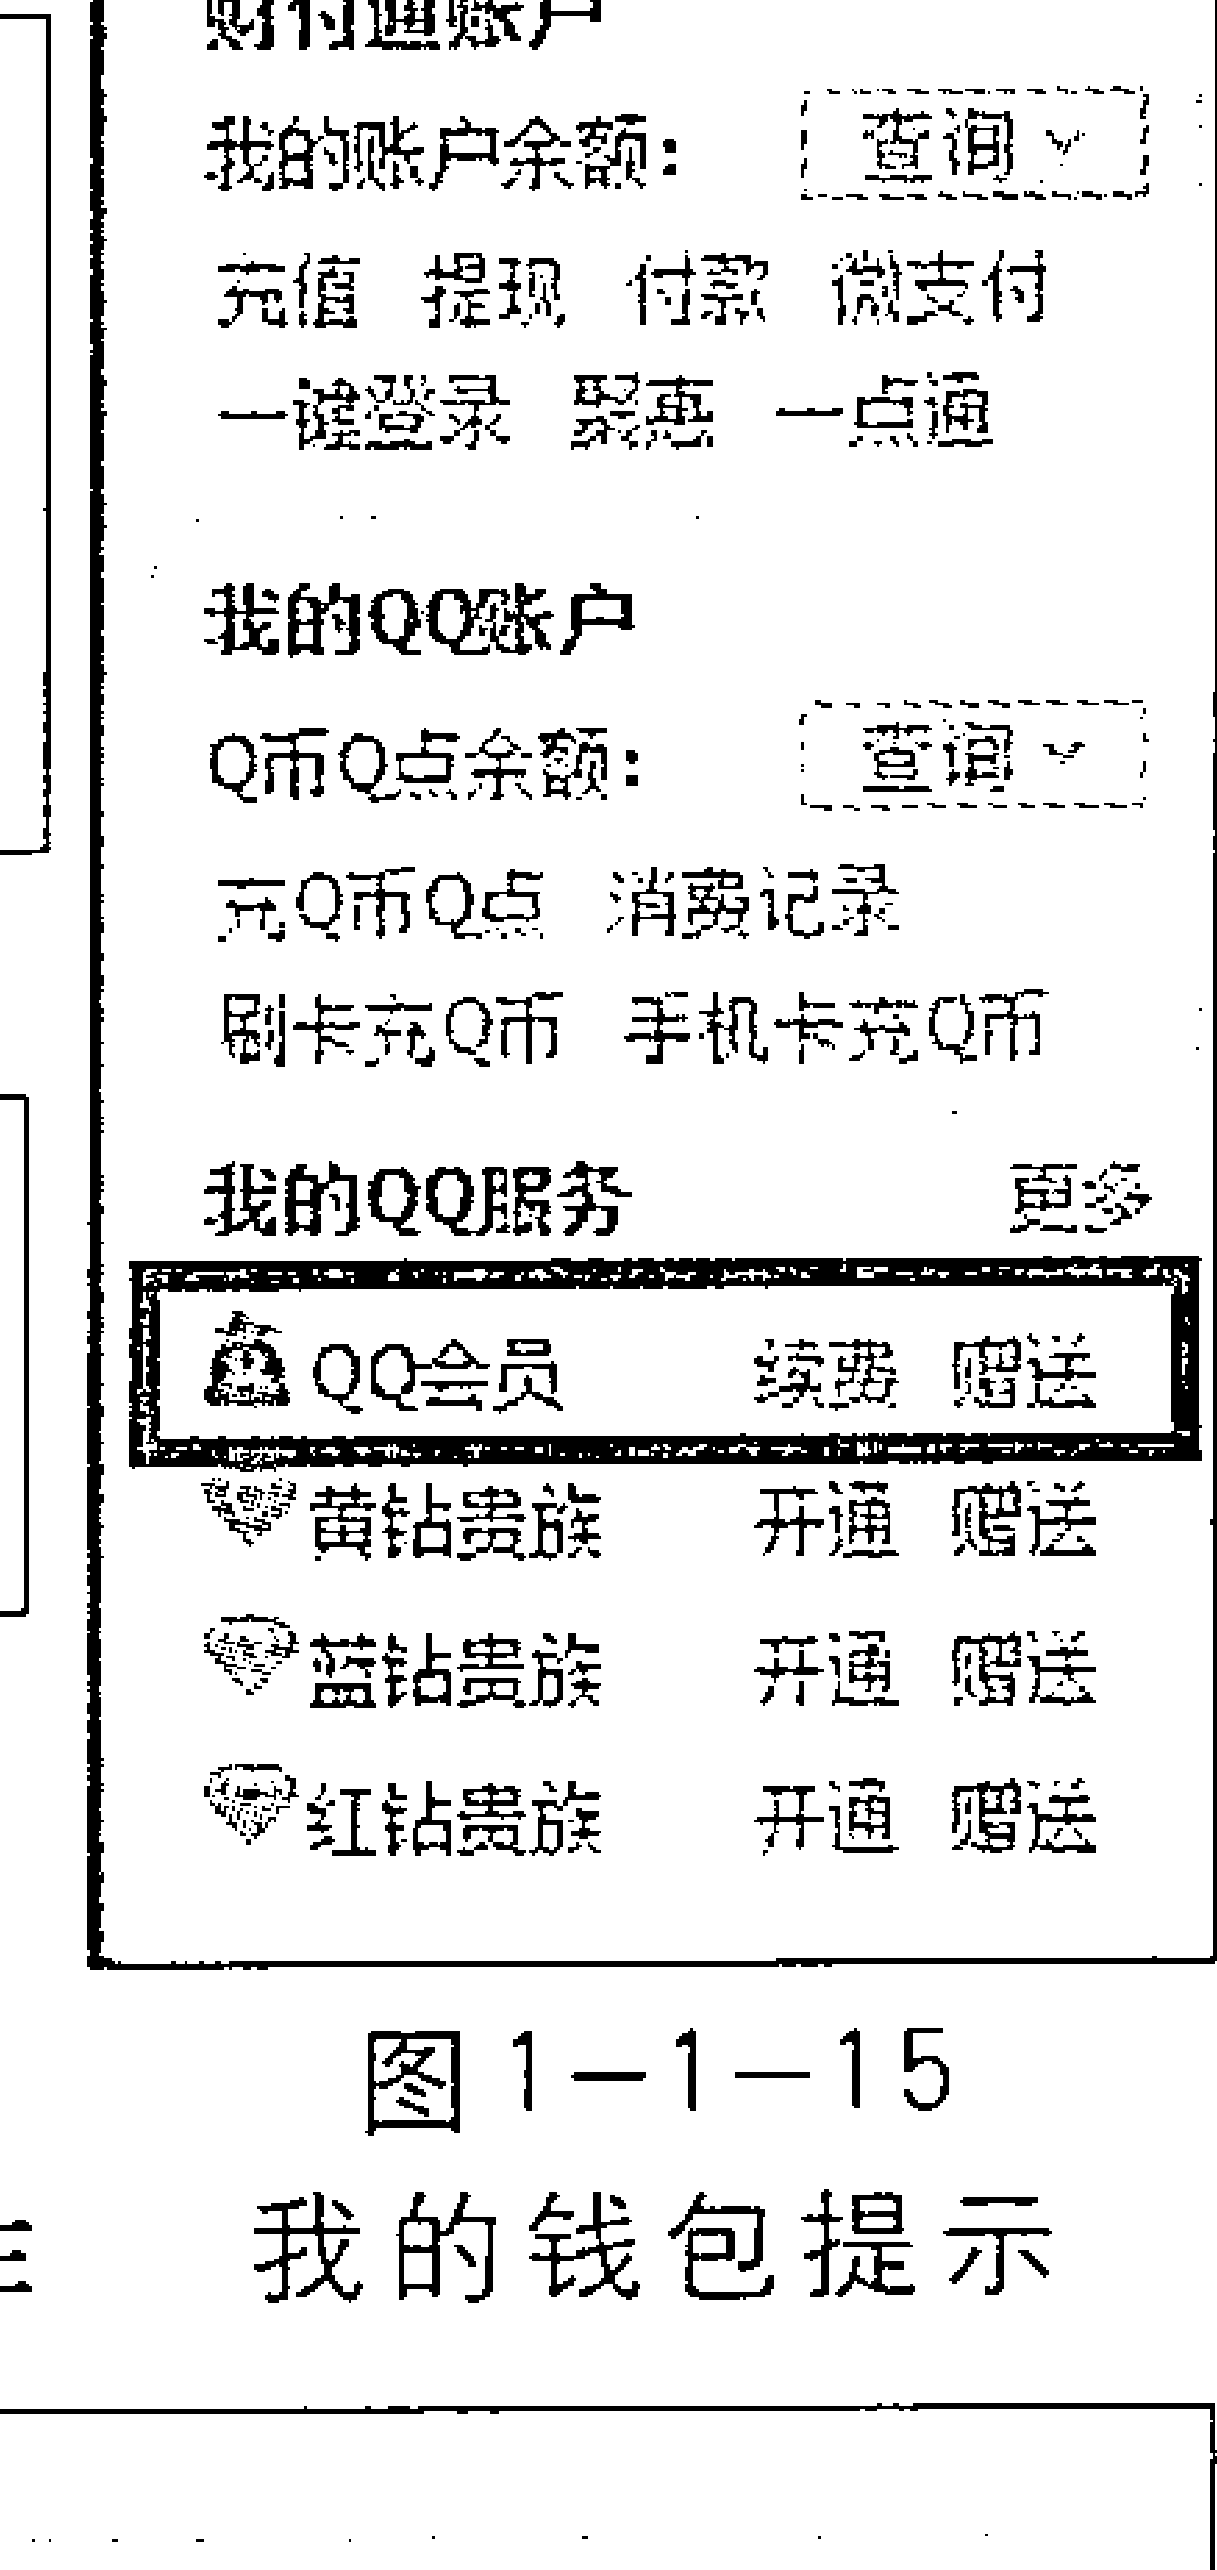 财付通账户
我的账户余额： 查询
充值 提现 付款 微支付
一键登录 聚惠 一点通
我的QQ账户
Q币Q点余额： 查询
充Q币Q点 消费记录
刷卡充Q币 手机卡充Q币
我的QQ服务 更多
QQ会员 续费 赠送
黄钻贵族 开通 赠送
蓝钻贵族 开通 赠送
红钻贵族 开通 赠送
图1-1-15
我的钱包提示